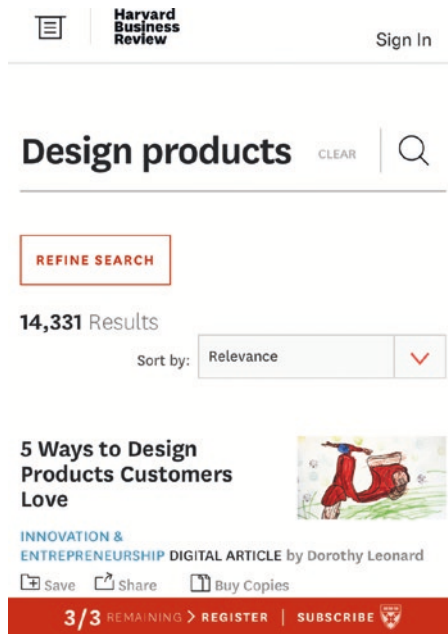 Harvard
Business
Review
Sign In
Design products CLEAR
REFINE SEARCH
14,331 Results
Sort by: Relevance
5 Ways to Design
Products Customers
Love
INNOVATION &
ENTREPRENEURSHIP DIGITAL ARTICLE by Dorothy Leonard
Save Share Buy Copies
3/3 REMAINING > REGISTER | SUBSCRIBE